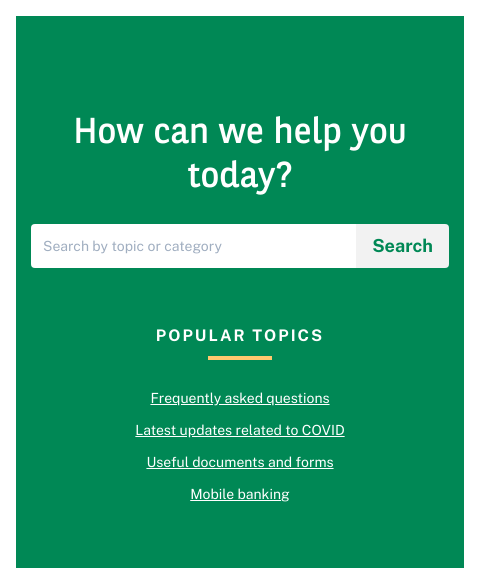 How can we help you
today?
Search by topic or category
Search
POPULAR TOPICS
Frequently asked questions
Latest updates related to COVID
Useful documents and forms
Mobile banking